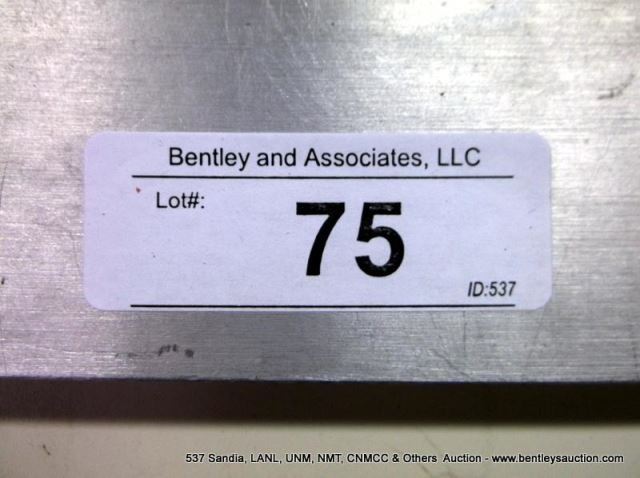 Bentley and Associates, LLC
Lot#:
75
ID:537
537 Sandia, LANL, UNM, NMT, CNMCC & Others Auction - www.bentleysauction.com